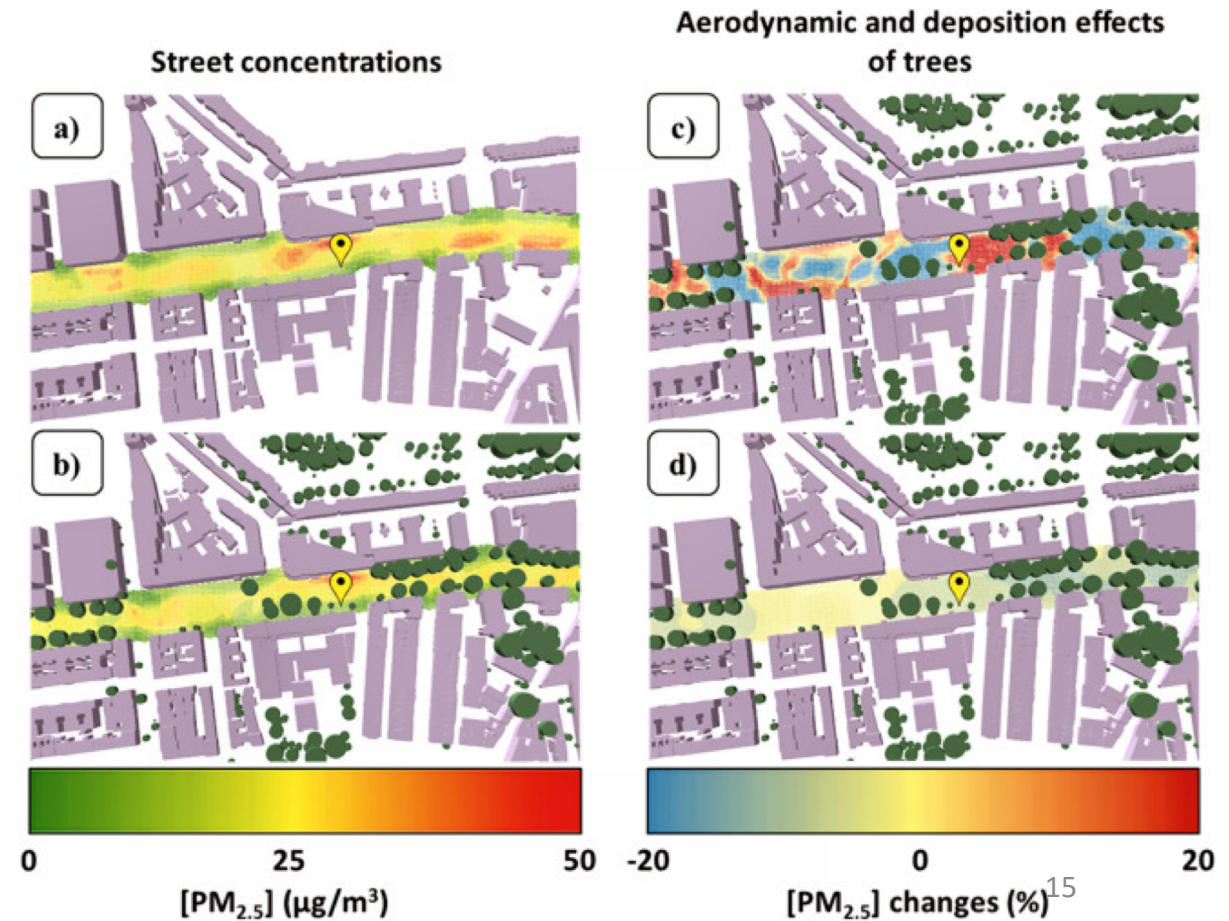 Street concentrations
Aerodynamic and deposition effects
of trees
a)
c)
b)
d)
0 25 50
[PM₂.₅] (µg/m³)
-20 0 20
[PM₂.₅] changes (%)
15